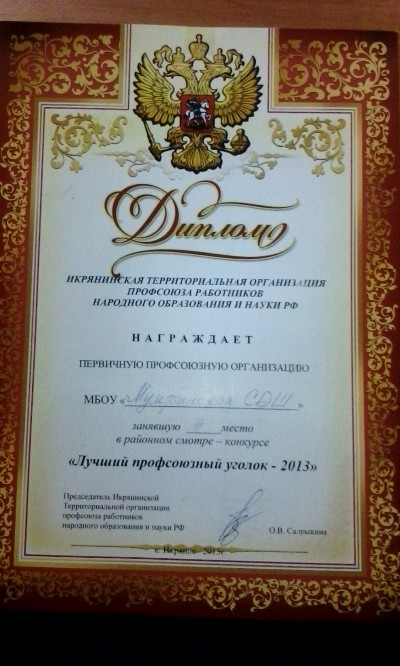 Диплом
ИКРЯНИНСКАЯ ТЕРРИТОРИАЛЬНАЯ ОРГАНИЗАЦИЯ
ПРОФСОЮЗА РАБОТНИКОВ
НАРОДНОГО ОБРАЗОВАНИЯ И НАУКИ РФ
НАГРАЖДАЕТ
ПЕРВИЧНУЮ ПРОФСОЮЗНУЮ ОРГАНИЗАЦИЮ
МБОУ «Мумринская СОШ»
занявшую III место
в районном смотре – конкурсе
«Лучший профсоюзный уголок - 2013»
Председатель Икрянинской
Территориальной организации
профсоюза работников
народного образования и науки РФ
О.В. Салрыкина
с. Икряное 2013г.